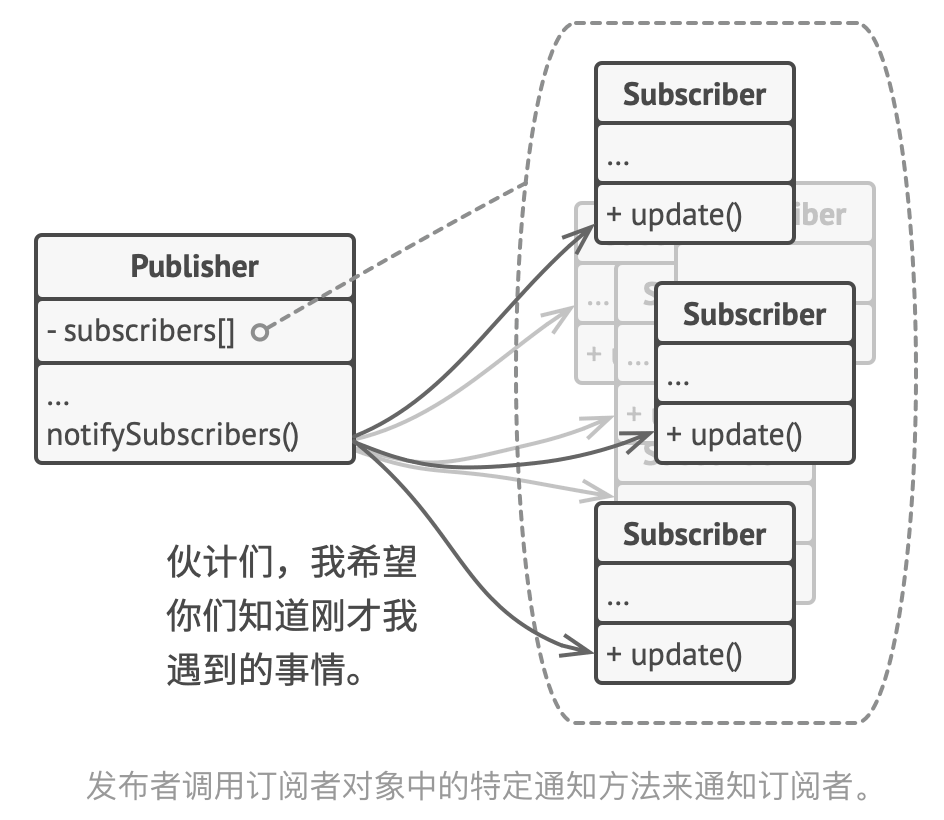 Publisher
- subscribers[]
...
notifySubscribers()
Subscriber
...
+ update()
iber
...
+
S
...
+
Subscriber
...
+ update()
S
Subscriber
...
+ update()
伙计们，我希望
你们知道刚才我
遇到的事情。
发布者调用订阅者对象中的特定通知方法来通知订阅者。